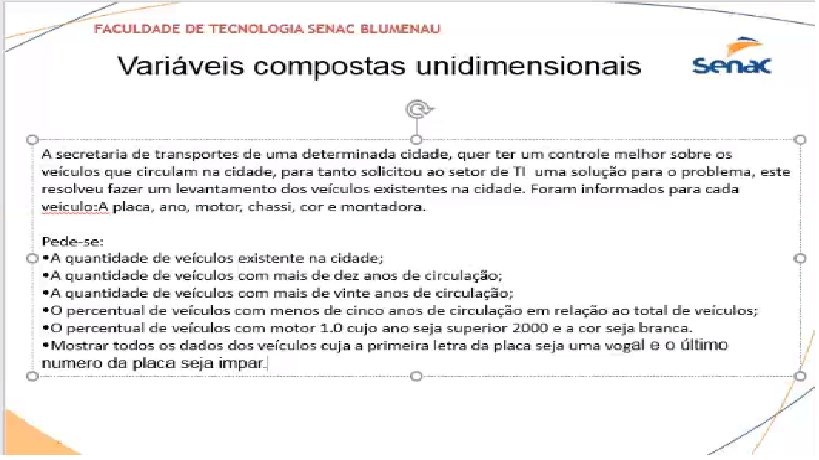 FACULDADE DE TECNOLOGIA SENAC BLUMENAU
Variáveis compostas unidimensionais
Senac
A secretaria de transportes de uma determinada cidade, quer ter um controle melhor sobre os
veículos que circulam na cidade, para tanto solicitou ao setor de TI uma solução para o problema, este
resolveu fazer um levantamento dos veículos existentes na cidade. Foram informados para cada
veiculo:A placa, ano, motor, chassi, cor e montadora.
Pede-se:
•A quantidade de veículos existente na cidade;
•A quantidade de veículos com mais de dez anos de circulação;
•A quantidade de veículos com mais de vinte anos de circulação;
•O percentual de veículos com menos de cinco anos de circulação em relação ao total de veículos;
•O percentual de veículos com motor 1.0 cujo ano seja superior 2000 e a cor seja branca.
•Mostrar todos os dados dos veículos cuja a primeira letra da placa seja uma vogal e o último
numero da placa seja impar.